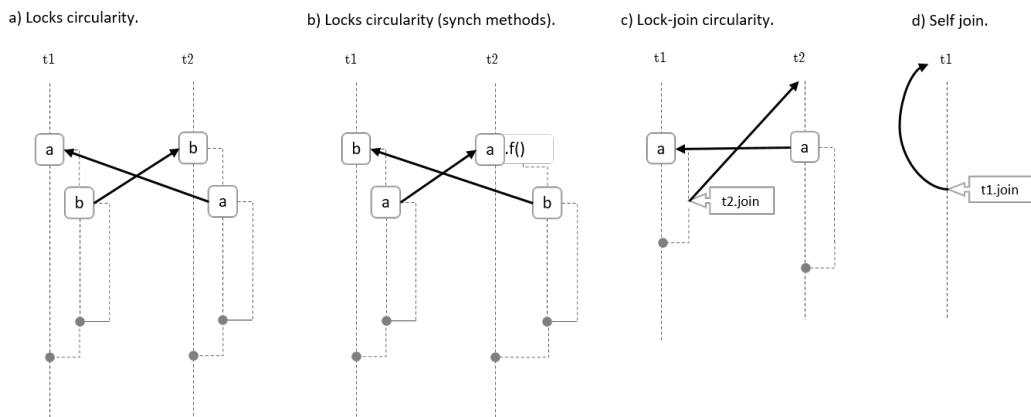 a) Locks circularity.
b) Locks circularity (synch methods).
c) Lock-join circularity.
d) Self join.
t1
t2
t1
t2
t1
t2
t1
a
b
b
a
b
a
.f()
a
b
a
a
t2.join
t1.join